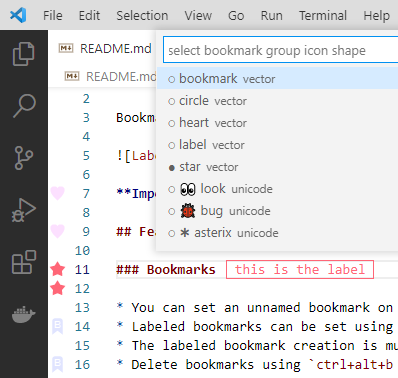 File Edit Selection View Go Run Terminal Help
README.md
select bookmark group icon shape
README.md
bookmark vector
circle vector
heart vector
label vector
star vector
👀 look unicode
🐞 bug unicode
✱ asterix unicode
2
3 Bookma
4
5 ![Labe
6
7 **Impo
8
9 ## Fea
10
11 ### Bookmarks this is the label
12
13 * You can set an unnamed bookmark on
14 * Labeled bookmarks can be set using
15 * The labeled bookmark creation is mu
16 * Delete bookmarks using `ctrl+alt+b